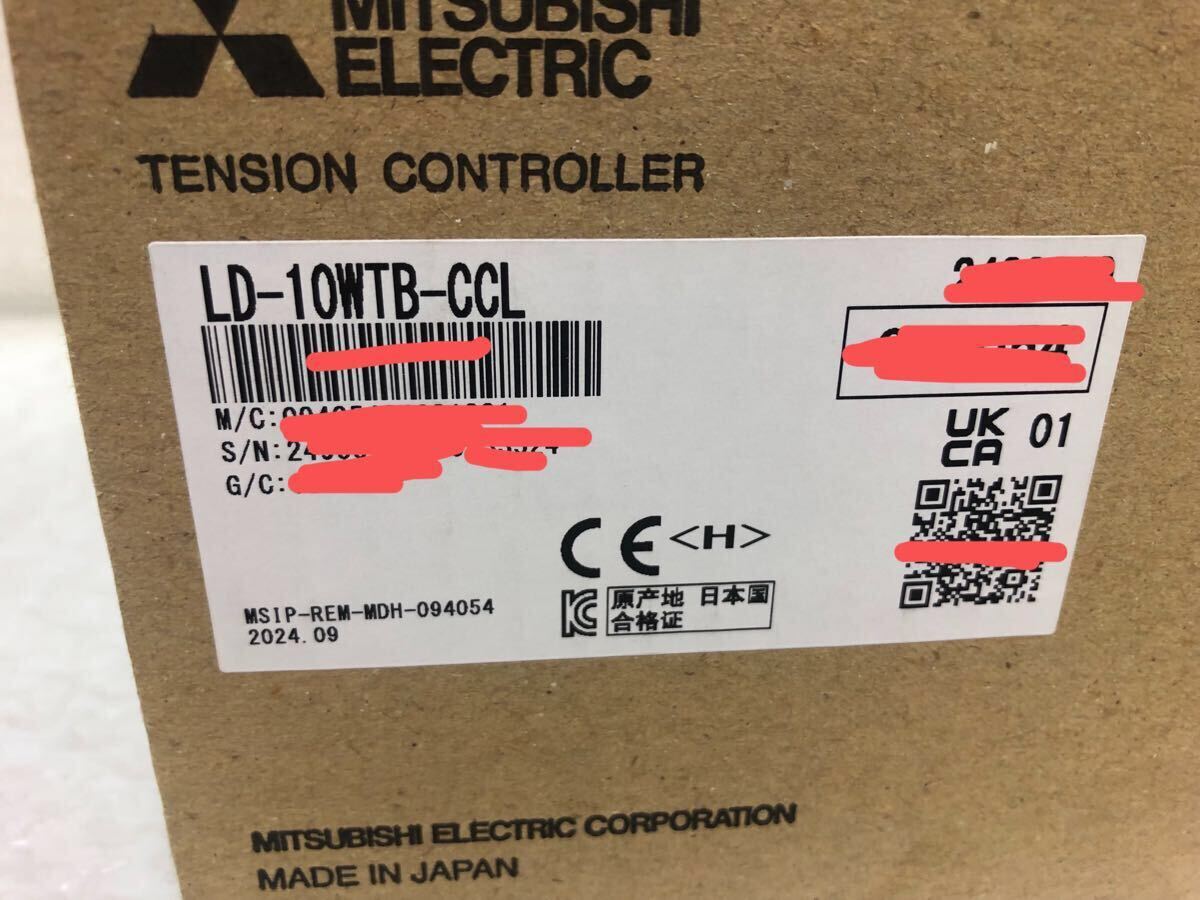 MITSUBISHI
ELECTRIC
TENSION CONTROLLER
LD-10WTB-CCL
M/C:
S/N:
G/C:
UK
CA 01
CE <H>
原产地 日本国
合格证
MSIP-REM-MDH-094054
2024.09
MITSUBISHI ELECTRIC CORPORATION
MADE IN JAPAN